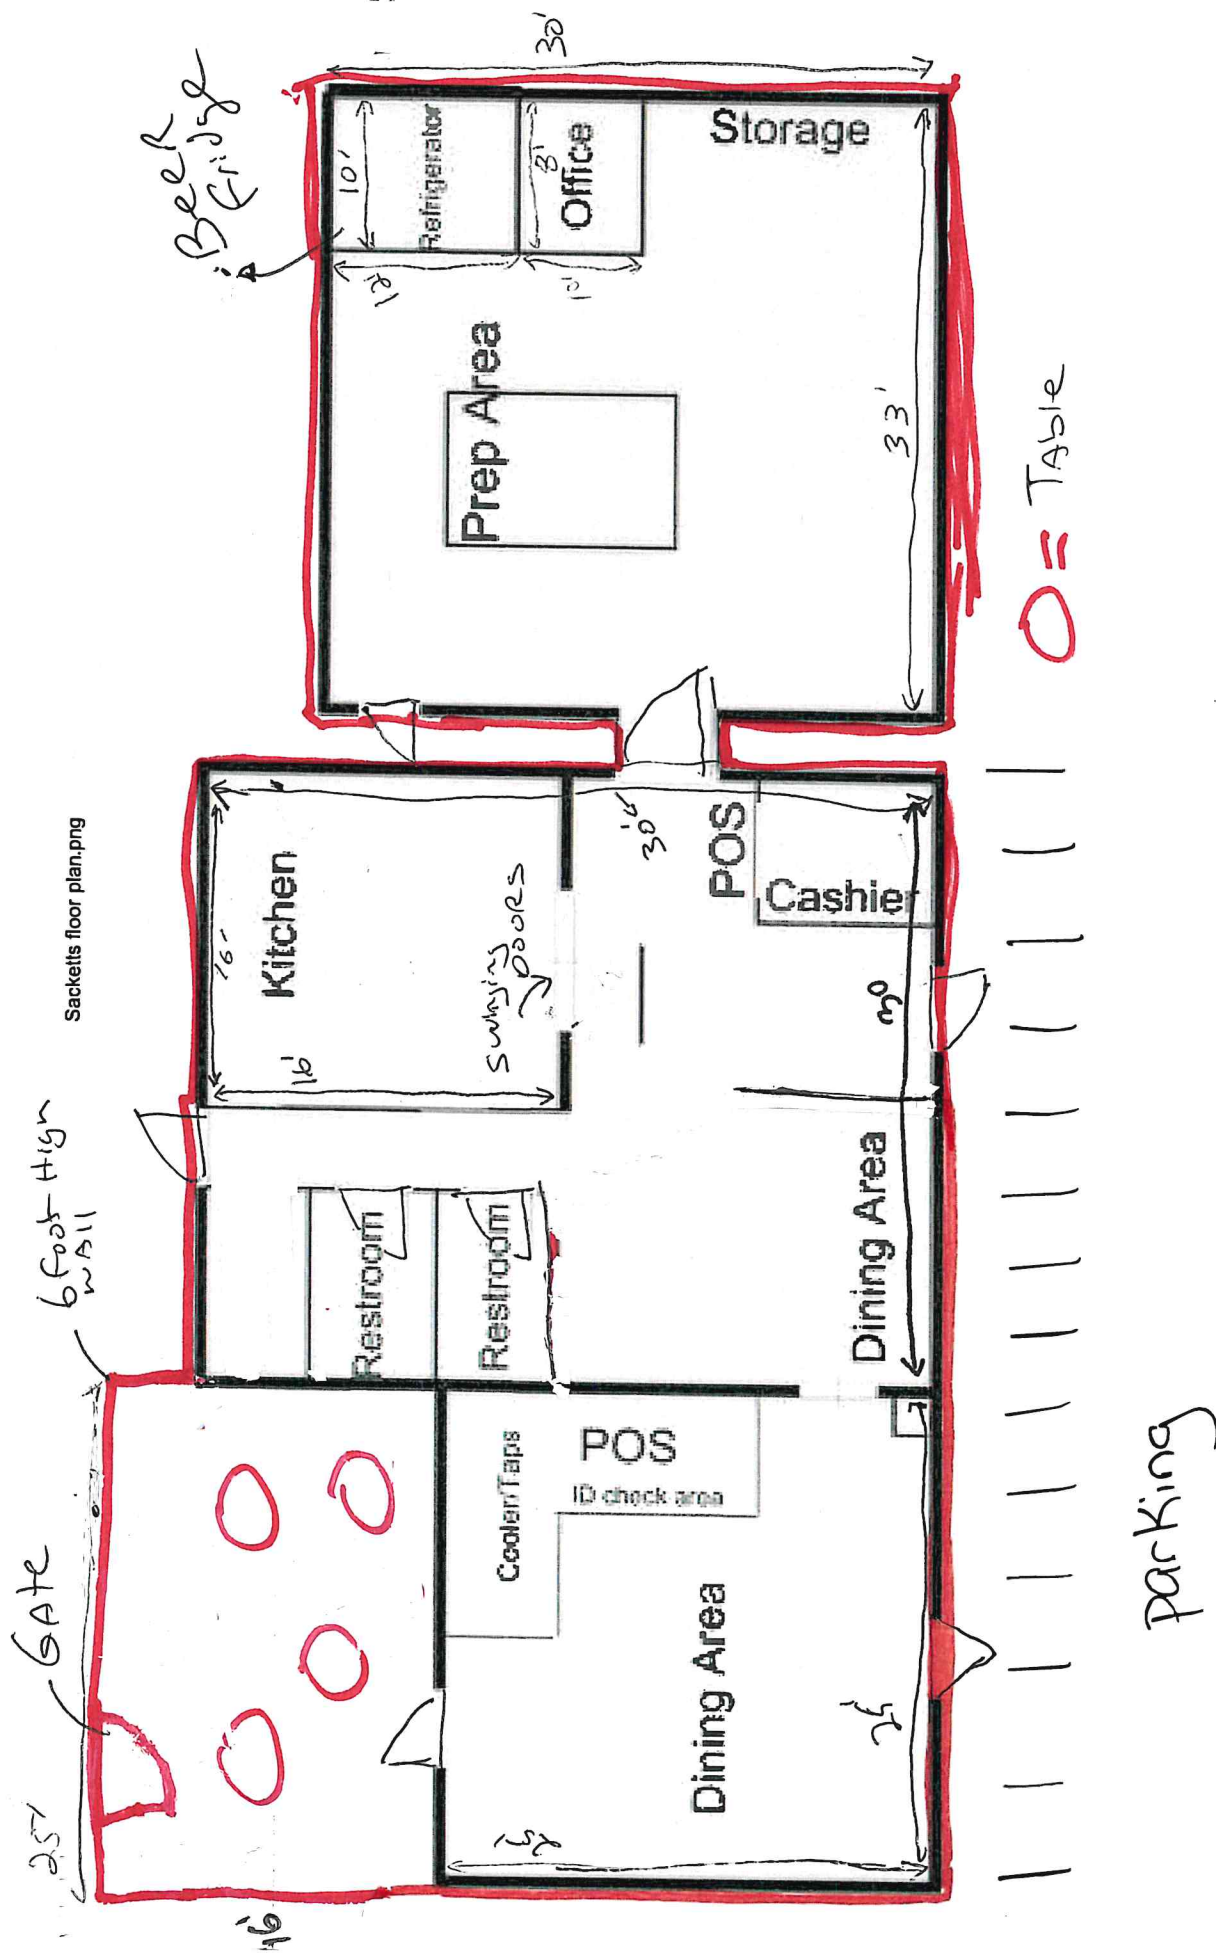 25'
GAte
6 foot High
wAll
Sacketts floor plan.png
BeeR
fridge
16'
16'
Kitchen
16'
10'
Refrigerator
12'
Restroom
Restroom
swinging
DOORS
8'
Office
10'
Prep Area
30'
30'
Cooler/Taps
POS
ID check area
POS
Storage
Dining Area
25'
Cashier
Dining Area
30
33'
25'
= TAble
parking